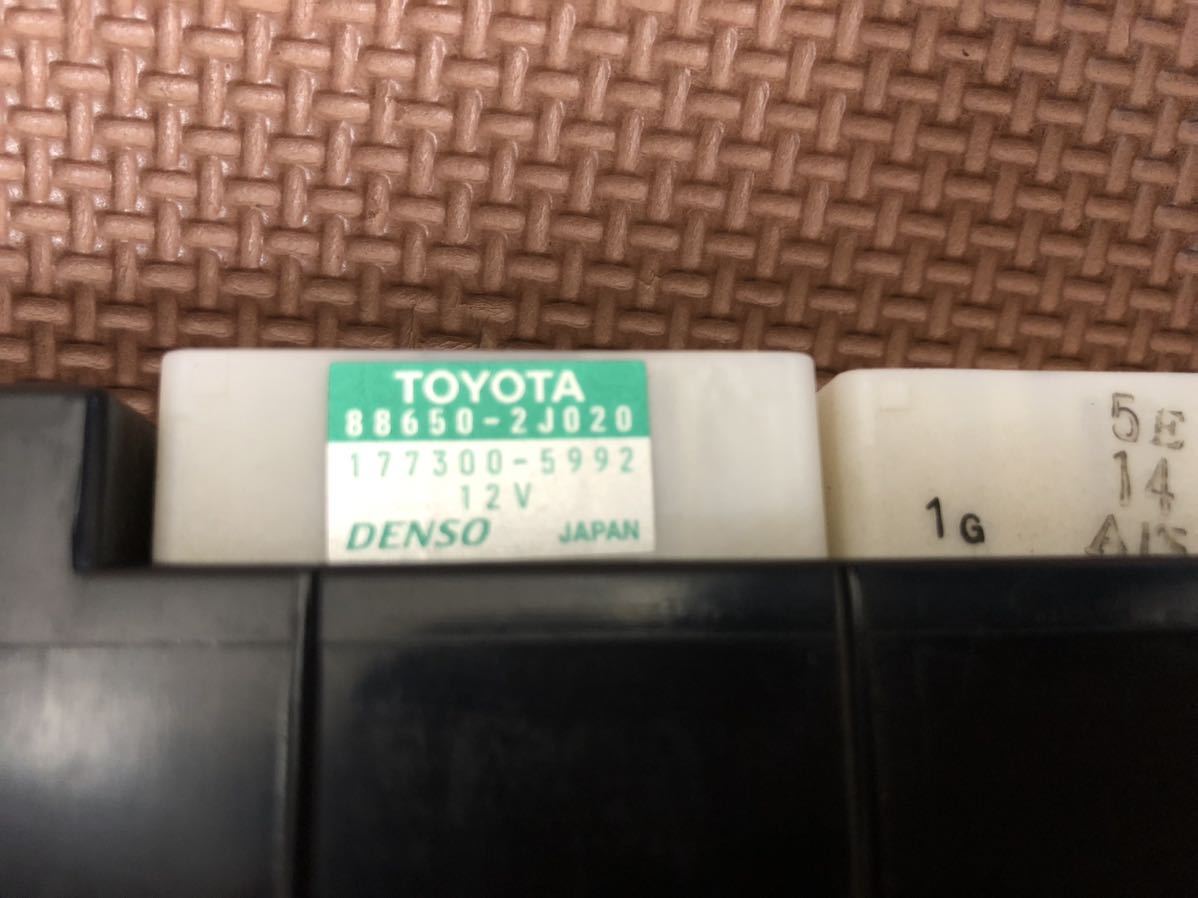 TOYOTA
88650-2J020
177300-5992
12V
DENSO JAPAN
5E
14
1G